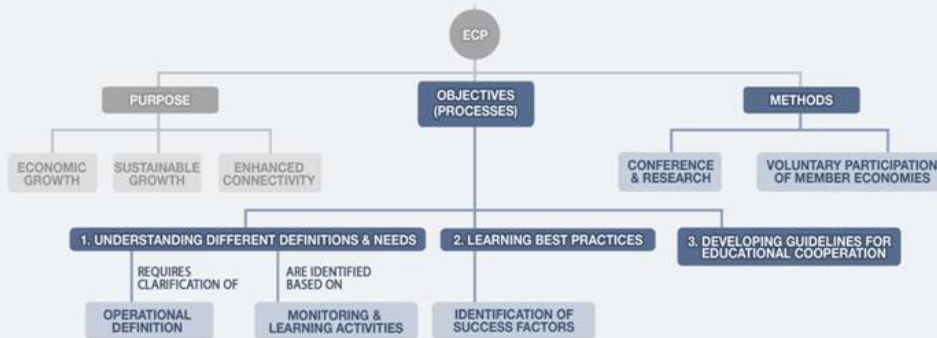 ECP
PURPOSE
OBJECTIVES
(PROCESSES)
METHODS
ECONOMIC
GROWTH
SUSTAINABLE
GROWTH
ENHANCED
CONNECTIVITY
CONFERENCE
& RESEARCH
VOLUNTARY PARTICIPATION
OF MEMBER ECONOMIES
1. UNDERSTANDING DIFFERENT DEFINITIONS & NEEDS
2. LEARNING BEST PRACTICES
3. DEVELOPING GUIDELINES FOR
EDUCATIONAL COOPERATION
REQUIRES
CLARIFICATION OF
ARE IDENTIFIED
BASED ON
OPERATIONAL
DEFINITION
MONITORING &
LEARNING ACTIVITIES
IDENTIFICATION OF
SUCCESS FACTORS